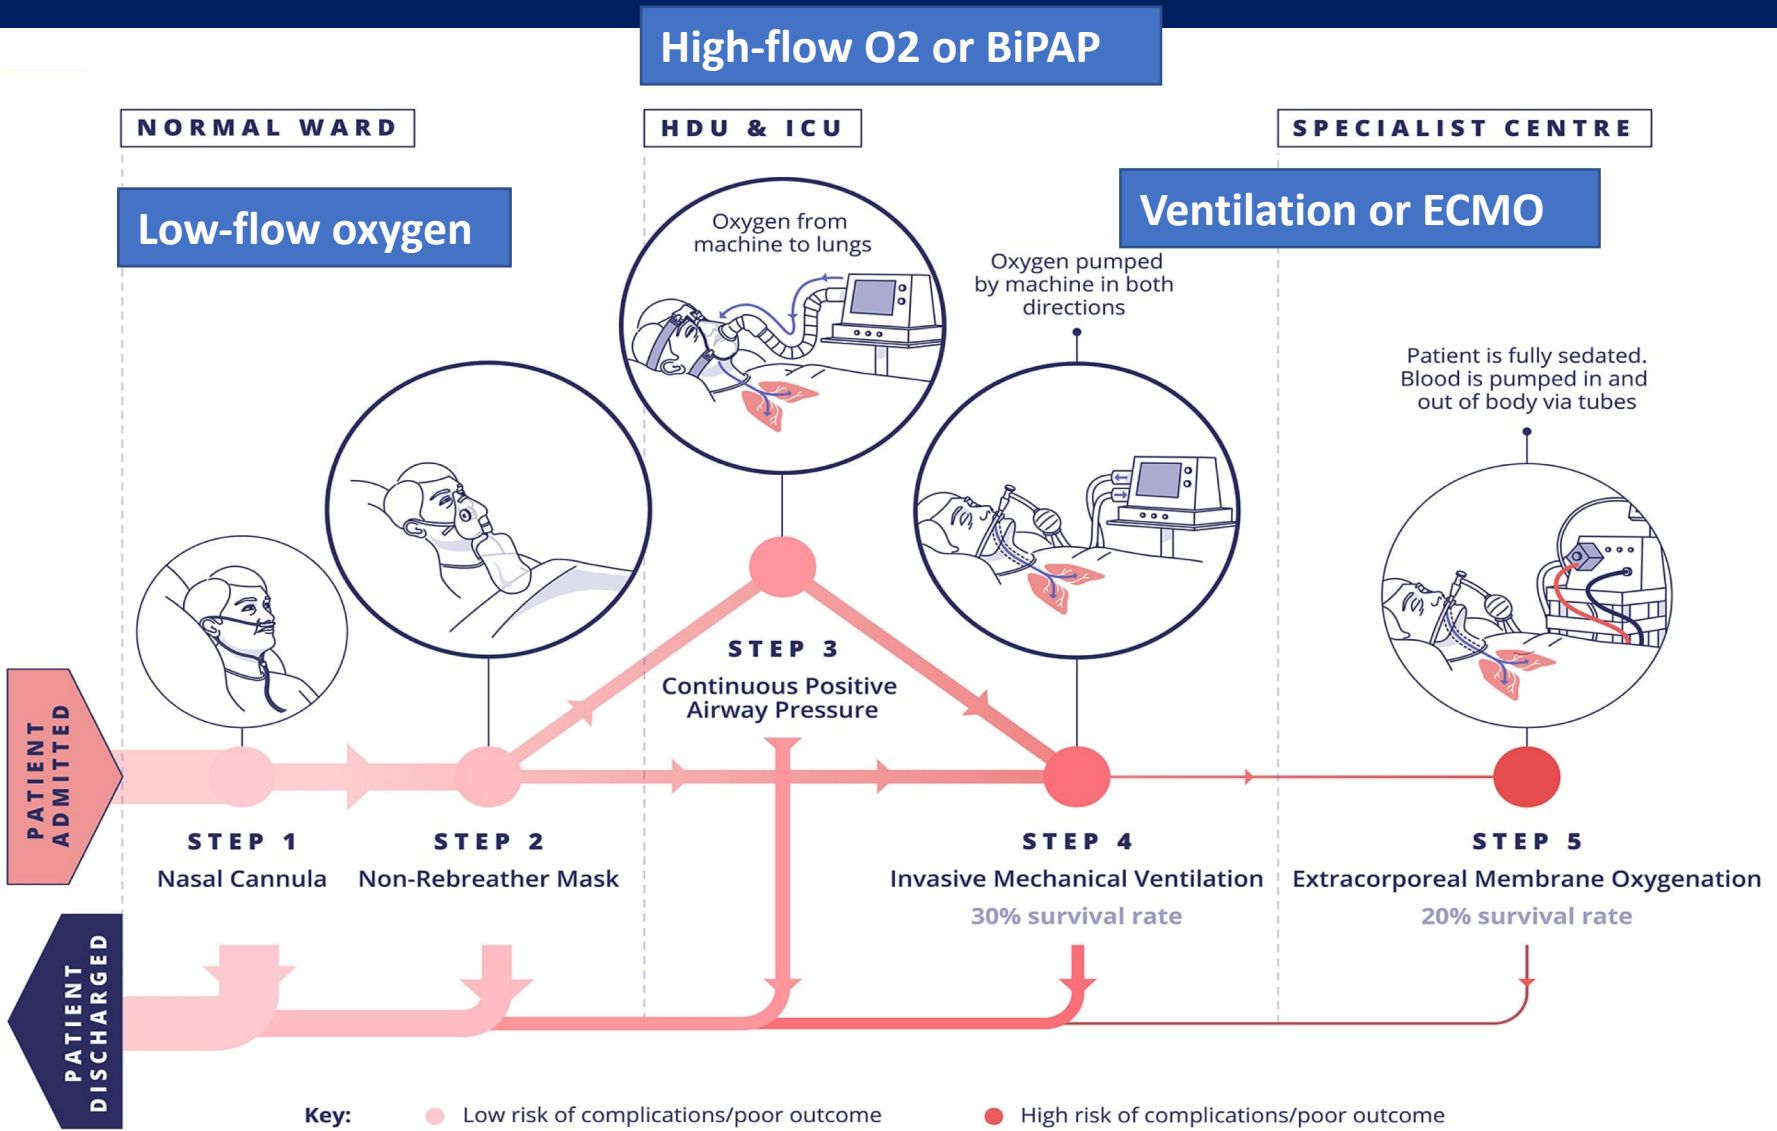 High-flow O2 or BiPAP
NORMAL WARD
HDU & ICU
SPECIALIST CENTRE
Low-flow oxygen
Ventilation or ECMO
Oxygen from
machine to lungs
Oxygen pumped
by machine in both
directions
Patient is fully sedated.
Blood is pumped in and
out of body via tubes
PATIENT
ADMITTED
STEP 1
Nasal Cannula
STEP 2
Non-Rebreather Mask
STEP 3
Continuous Positive
Airway Pressure
STEP 4
Invasive Mechanical Ventilation
30% survival rate
STEP 5
Extracorporeal Membrane Oxygenation
20% survival rate
PATIENT
DISCHARGED
Key:
Low risk of complications/poor outcome
High risk of complications/poor outcome